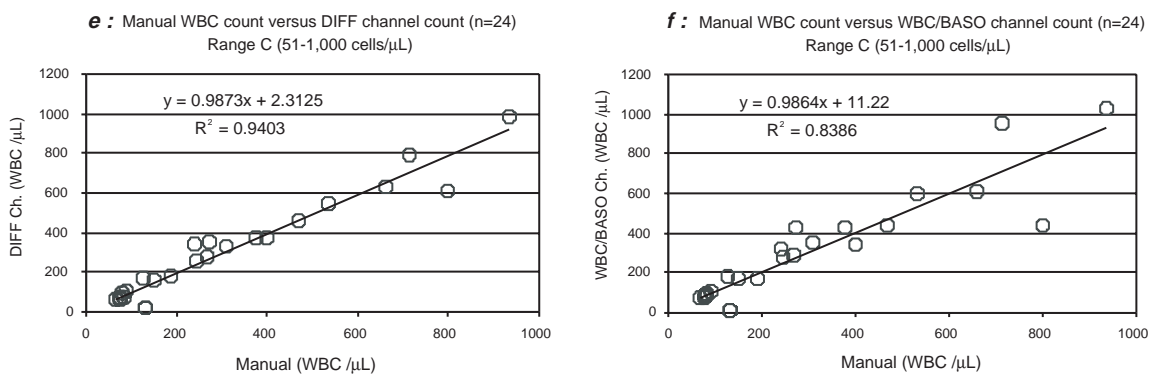 e : Manual WBC count versus DIFF channel count (n=24)
Range C (51-1,000 cells/µL)
1200
1000
800
600
400
200
0
y = 0.9873x + 2.3125
R² = 0.9403
DIFF Ch. (WBC /µL)
0 200 400 600 800 1000
Manual (WBC /µL)
f : Manual WBC count versus WBC/BASO channel count (n=24)
Range C (51-1,000 cells/µL)
1200
1000
800
600
400
200
0
y = 0.9864x + 11.22
R² = 0.8386
WBC/BASO Ch. (WBC /µL)
0 200 400 600 800 1000
Manual (WBC /µL)